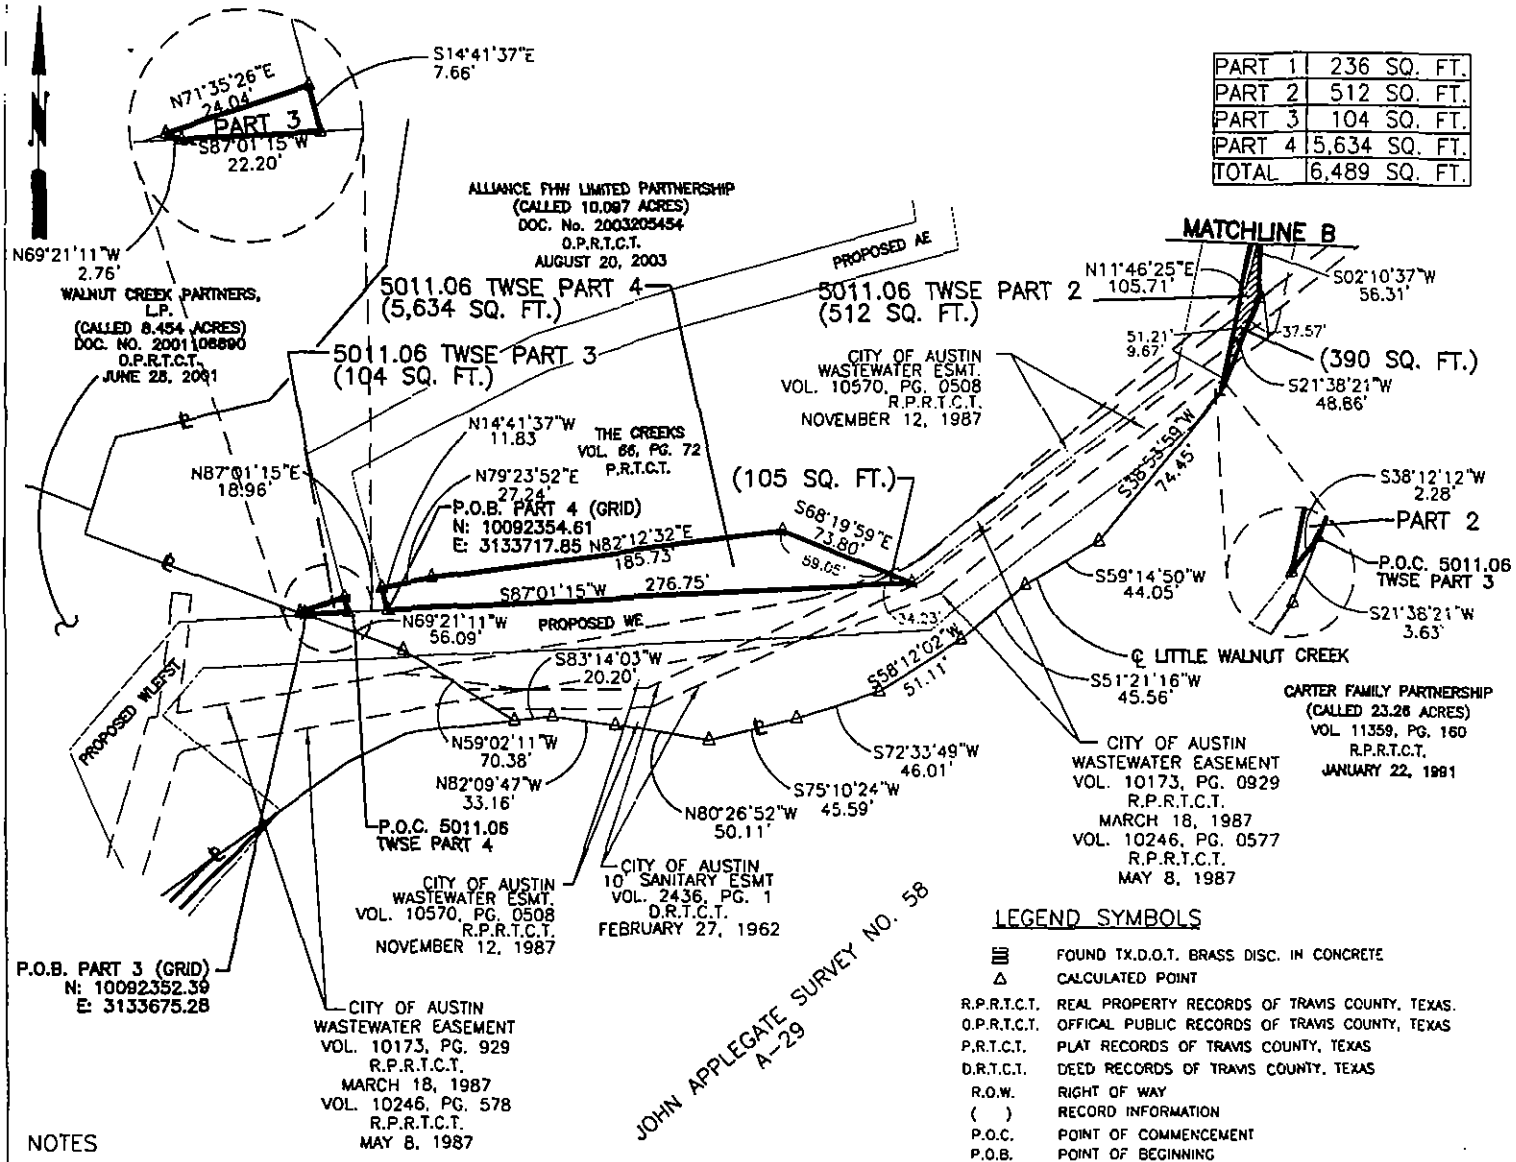 N
N71°35'26"E
24.04'
PART 3
S87°01'15"W
22.20'
S14°41'37"E
7.66'
N69°21'11"W
2.76'
PART 1 236 SQ. FT.
PART 2 512 SQ. FT.
PART 3 104 SQ. FT.
PART 4 5,634 SQ. FT.
TOTAL 6,489 SQ. FT.
ALLIANCE FHW LIMITED PARTNERSHIP
(CALLED 10.097 ACRES)
DOC. No. 2003205454
O.P.R.T.C.T.
AUGUST 20, 2003
WALNUT CREEK PARTNERS,
L.P.
(CALLED 8.454 ACRES)
DOC. NO. 2001106890
O.P.R.T.C.T.
JUNE 28, 2001
5011.06 TWSE PART 4
(5,634 SQ. FT.)
5011.06 TWSE PART 3
(104 SQ. FT.)
PROPOSED AE
MATCHLINE B
N11°46'25"E
105.71'
S02°10'37"W
56.31'
5011.06 TWSE PART 2
(512 SQ. FT.)
51.21'
9.67'
37.57'
(390 SQ. FT.)
S21°38'21"W
48.86'
CITY OF AUSTIN
WASTEWATER ESMT.
VOL. 10570, PG. 0508
R.P.R.T.C.T.
NOVEMBER 12, 1987
N14°41'37"W
11.83
THE CREEKS
VOL. 66, PG. 72
P.R.T.C.T.
N87°01'15"E
18.96'
N79°23'52"E
27.24'
P.O.B. PART 4 (GRID)
N: 10092354.61
E: 3133717.85
N82°12'32"E
185.73'
(105 SQ. FT.)
S68°19'59"E
73.80'
59.05'
S38°53'59"W
74.45'
S38°12'12"W
2.28'
PART 2
P.O.C. 5011.06
TWSE PART 3
S21°38'21"W
3.63'
S87°01'15"W 276.75'
N69°21'11"W
56.09'
PROPOSED WE
34.23'
S59°14'50"W
44.05'
S83°14'03"W
20.20'
S58°12'02"W
51.11'
℄ LITTLE WALNUT CREEK
S51°21'16"W
45.56'
CARTER FAMILY PARTNERSHIP
(CALLED 23.26 ACRES)
VOL 11359, PG. 160
R.P.R.T.C.T.
JANUARY 22, 1991
PROPOSED WLEFST
N59°02'11"W
70.38'
N82°09'47"W
33.16'
S72°33'49"W
46.01'
S75°10'24"W
45.59'
N80°26'52"W
50.11'
CITY OF AUSTIN
WASTEWATER EASEMENT
VOL. 10173, PG. 0929
R.P.R.T.C.T.
MARCH 18, 1987
VOL. 10246, PG. 0577
R.P.R.T.C.T.
MAY 8, 1987
P.O.C. 5011.06
TWSE PART 4
CITY OF AUSTIN
WASTEWATER ESMT.
VOL. 10570, PG. 0508
R.P.R.T.C.T.
NOVEMBER 12, 1987
CITY OF AUSTIN
10' SANITARY ESMT
VOL. 2436, PG. 1
D.R.T.C.T.
FEBRUARY 27, 1962
P.O.B. PART 3 (GRID)
N: 10092352.39
E: 3133675.28
CITY OF AUSTIN
WASTEWATER EASEMENT
VOL. 10173, PG. 929
R.P.R.T.C.T.
MARCH 18, 1987
VOL. 10246, PG. 578
R.P.R.T.C.T.
MAY 8, 1987
JOHN APPLEGATE SURVEY NO. 58
A-29
LEGEND SYMBOLS
FOUND TX.D.O.T. BRASS DISC. IN CONCRETE
CALCULATED POINT
R.P.R.T.C.T. REAL PROPERTY RECORDS OF TRAVIS COUNTY, TEXAS.
O.P.R.T.C.T. OFFICAL PUBLIC RECORDS OF TRAVIS COUNTY, TEXAS
P.R.T.C.T. PLAT RECORDS OF TRAVIS COUNTY, TEXAS
D.R.T.C.T. DEED RECORDS OF TRAVIS COUNTY, TEXAS
R.O.W. RIGHT OF WAY
( ) RECORD INFORMATION
P.O.C. POINT OF COMMENCEMENT
P.O.B. POINT OF BEGINNING
NOTES